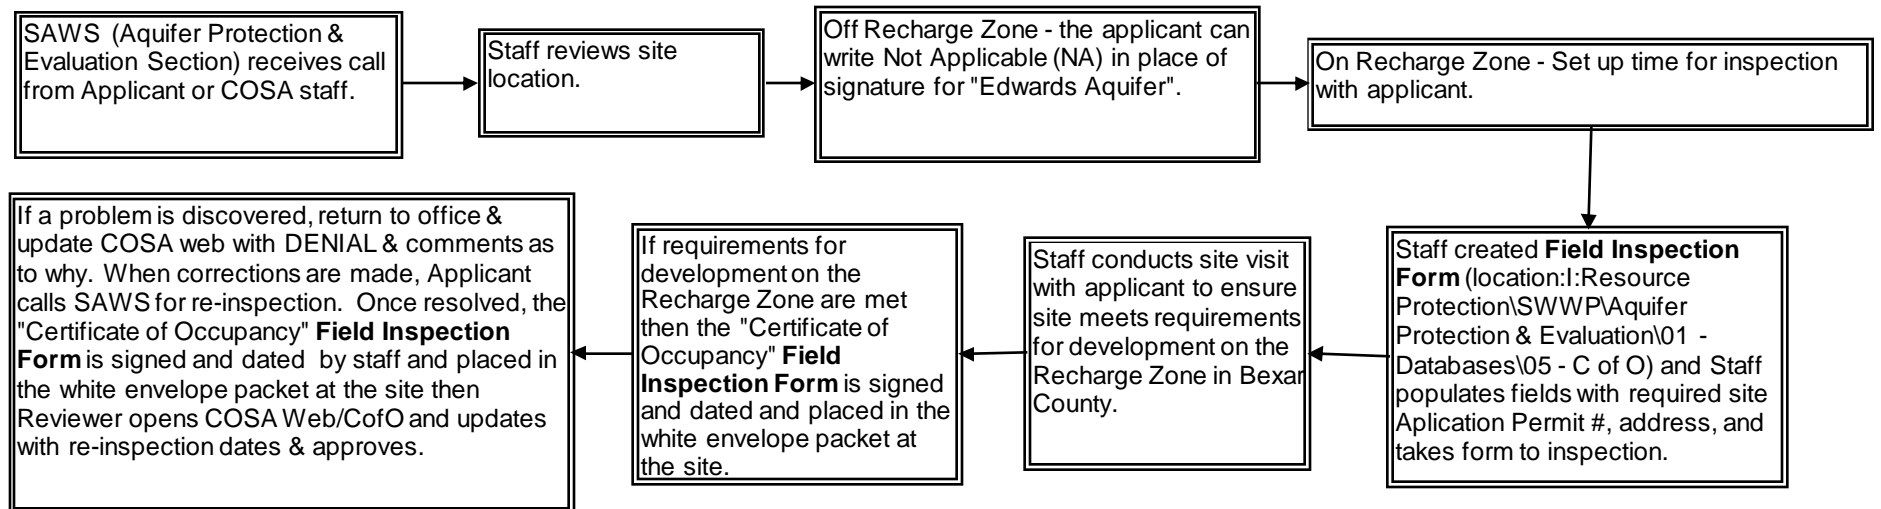 SAWS (Aquifer Protection &
Evaluation Section) receives call
from Applicant or COSA staff.
Staff reviews site
location.
Off Recharge Zone - the applicant can
write Not Applicable (NA) in place of
signature for "Edwards Aquifer".
On Recharge Zone - Set up time for inspection
with applicant.
Staff created Field Inspection
Form (location:I:Resource
Protection\SWWP\Aquifer
Protection & Evaluation\01 -
Databases\05 - C of O) and Staff
populates fields with required site
Aplication Permit #, address, and
takes form to inspection.
Staff conducts site visit
with applicant to ensure
site meets requirements
for development on the
Recharge Zone in Bexar
County.
If requirements for
development on the
Recharge Zone are met
then the "Certificate of
Occupancy" Field
Inspection Form is signed
and dated and placed in the
white envelope packet at
the site.
If a problem is discovered, return to office &
update COSA web with DENIAL & comments as
to why. When corrections are made, Applicant
calls SAWS for re-inspection. Once resolved, the
"Certificate of Occupancy" Field Inspection
Form is signed and dated by staff and placed in
the white envelope packet at the site then
Reviewer opens COSA Web/CofO and updates
with re-inspection dates & approves.